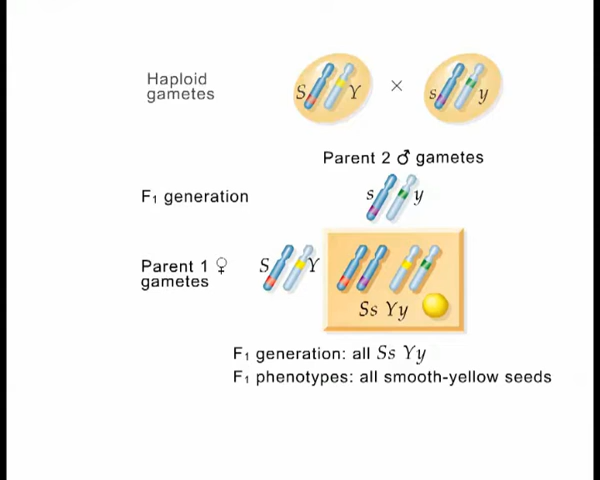 Haploid
gametes
S Y × s y
Parent 2 ♂ gametes
F₁ generation
s y
Parent 1 ♀
gametes
S Y
Ss Yy
F₁ generation: all Ss Yy
F₁ phenotypes: all smooth-yellow seeds